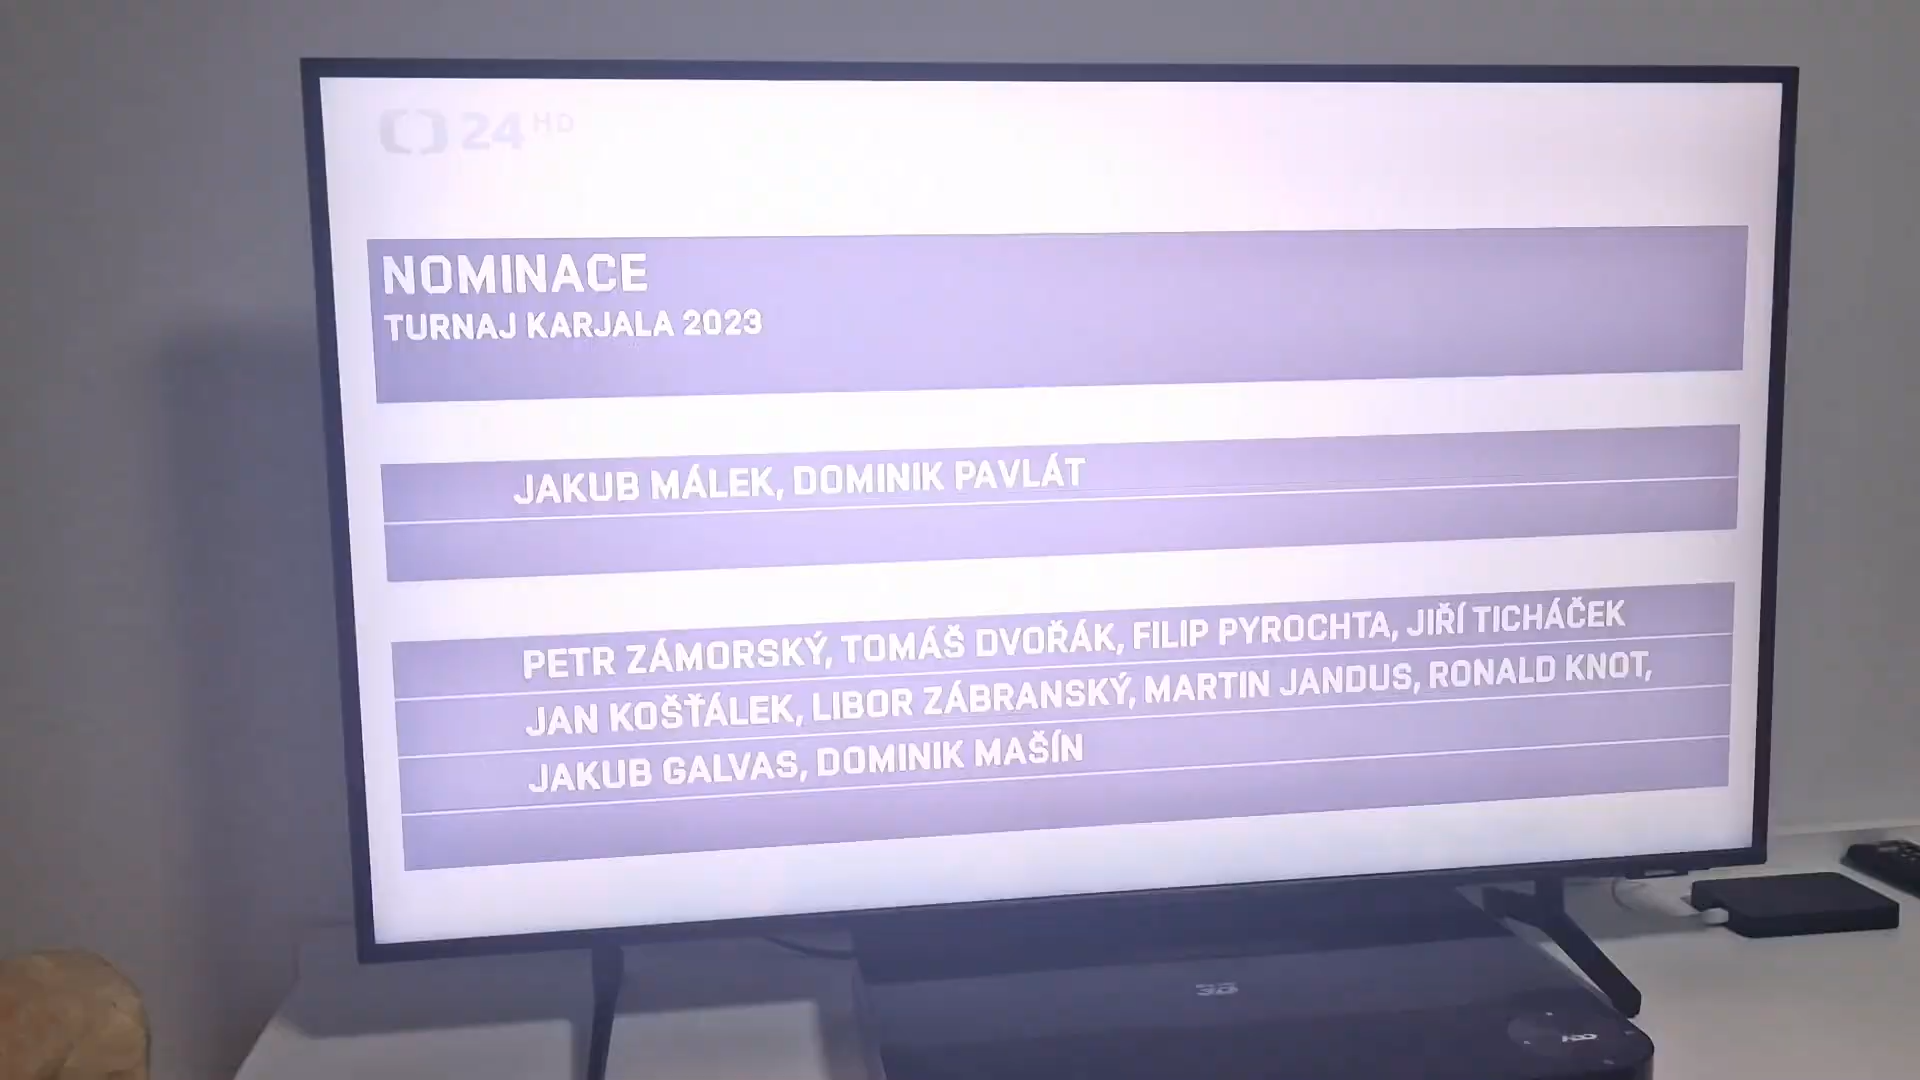 24 HD
NOMINACE
TURNAJ KARJALA 2023
JAKUB MÁLEK, DOMINIK PAVLÁT
PETR ZÁMORSKÝ, TOMÁŠ DVOŘÁK, FILIP PYROCHTA, JIŘÍ TICHÁČEK
JAN KOŠŤÁLEK, LIBOR ZÁBRANSKÝ, MARTIN JANDUS, RONALD KNOT,
JAKUB GALVAS, DOMINIK MAŠÍN
3D